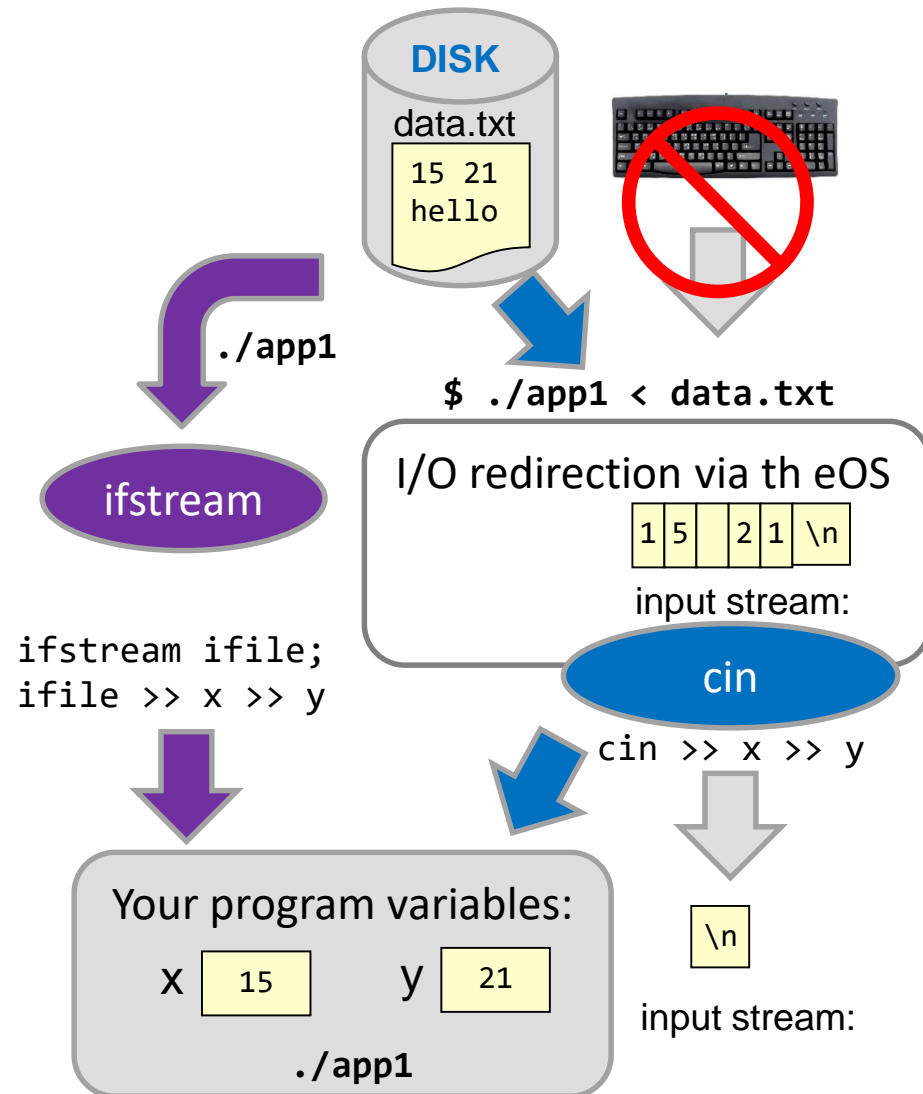 DISK
data.txt
15 21
hello
./app1
$ ./app1 < data.txt
ifstream
I/O redirection via th eOS
1 5 2 1 \n
input stream:
ifstream ifile;
ifile >> x >> y
cin
cin >> x >> y
Your program variables:
x 15 y 21
./app1
\n
input stream: